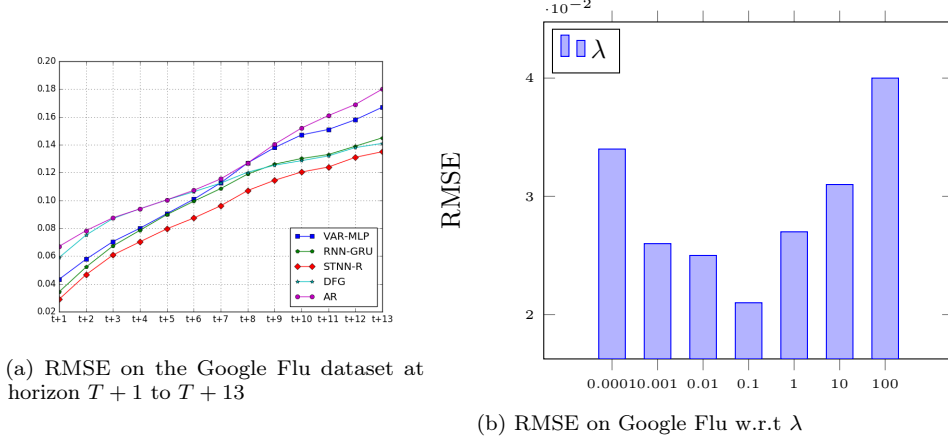 0.20
0.18
0.16
0.14
0.12
0.10
0.08
0.06
0.04
0.02
t+1 t+2 t+3 t+4 t+5 t+6 t+7 t+8 t+9 t+10 t+11 t+12 t+13
VAR-MLP
RNN-GRU
STNN-R
DFG
AR
(a) RMSE on the Google Flu dataset at
horizon T + 1 to T + 13
·10⁻²
λ
4
3
2
RMSE
0.0001 0.001 0.01 0.1 1 10 100
(b) RMSE on Google Flu w.r.t λ